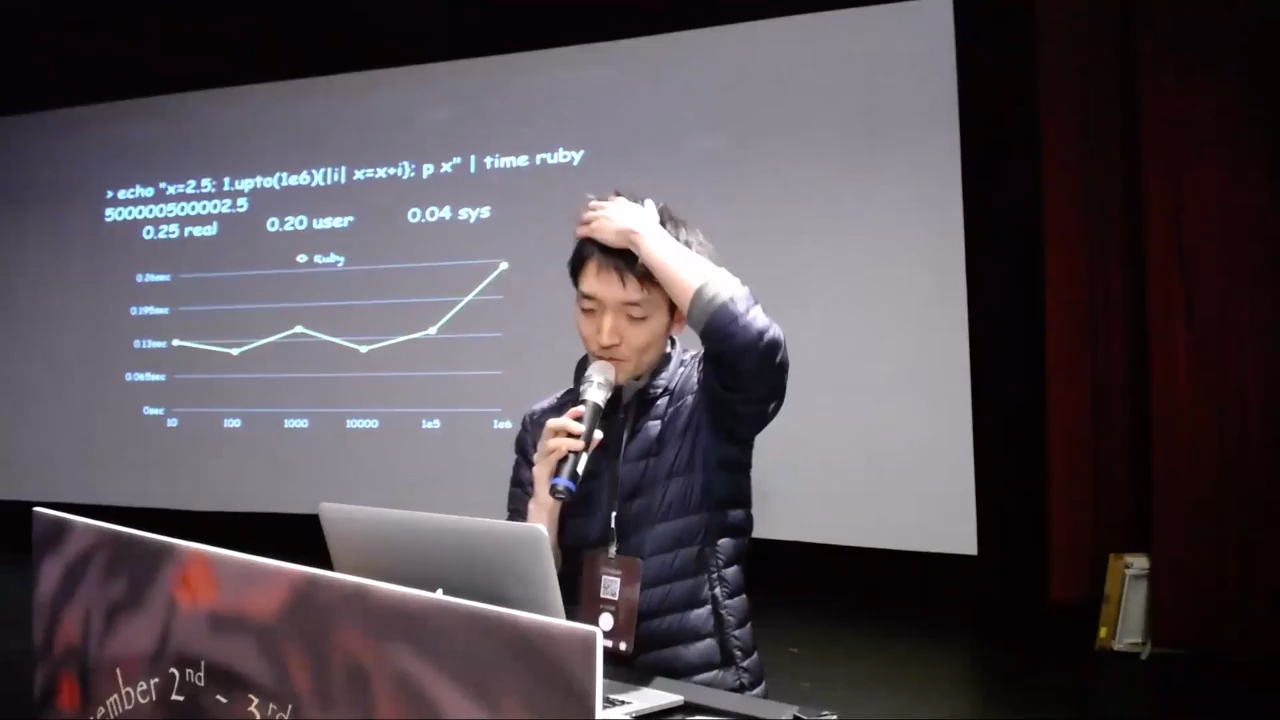 > echo "x=2.5; 1.upto(1e6){|i| x=x+i}; p x" | time ruby
500000500002.5
0.25 real 0.20 user 0.04 sys
Ruby
0.26sec
0.195sec
0.13sec
0.065sec
0sec
10 100 1000 10000 1e5 1e6
ember 2nd ~ 3rd